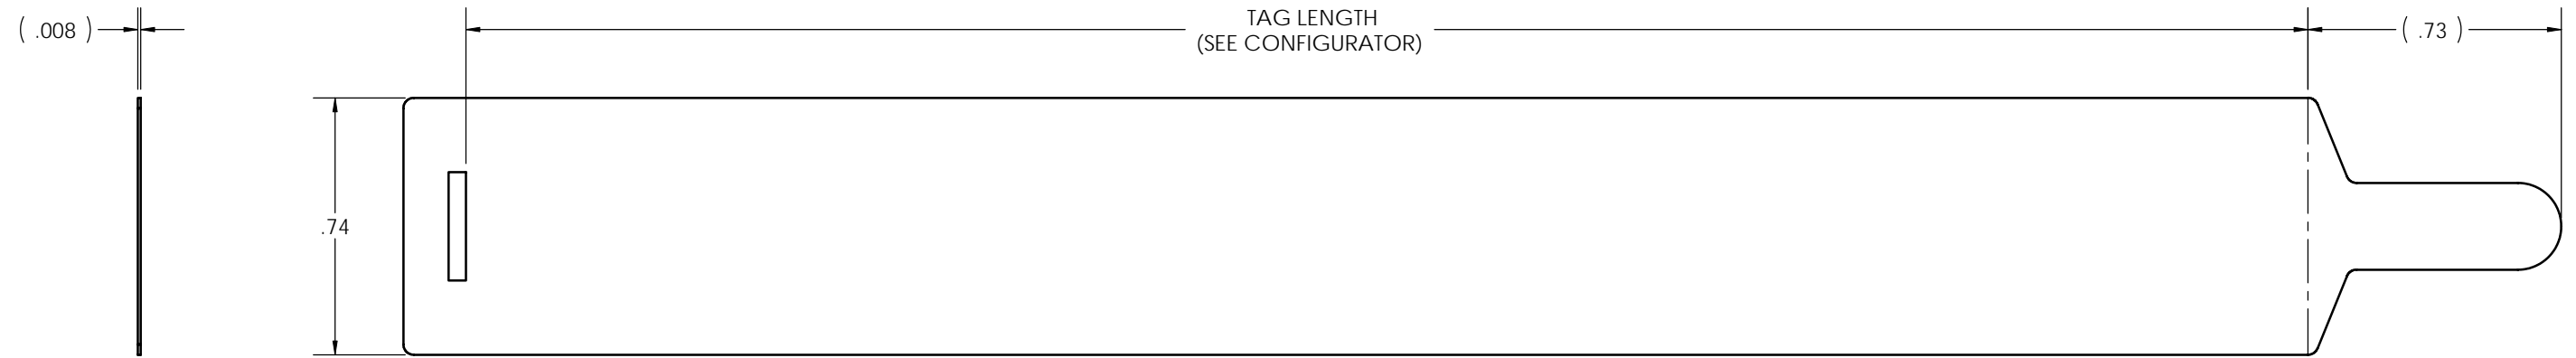 ( .008 )
TAG LENGTH
(SEE CONFIGURATOR)
( .73 )
.74